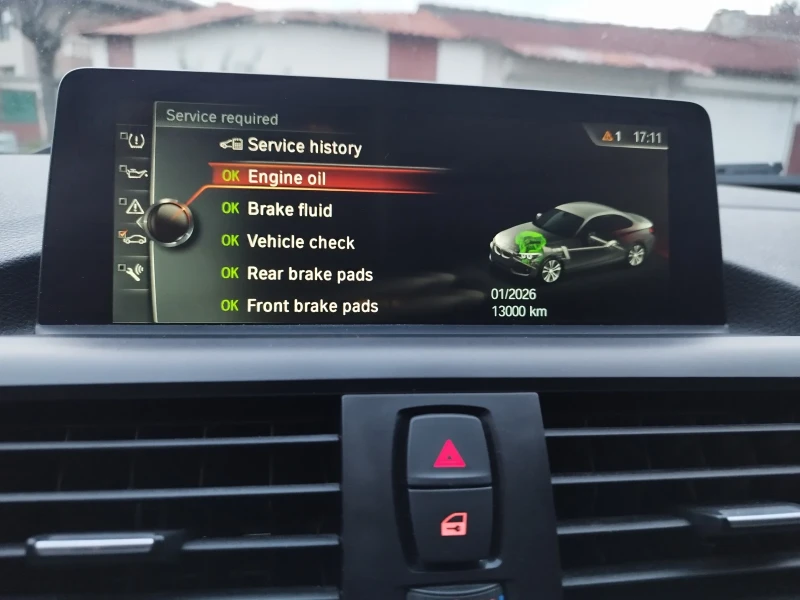 Service required
1 17:11
Service history
OK Engine oil
OK Brake fluid
OK Vehicle check
OK Rear brake pads
OK Front brake pads
01/2026
13000 km